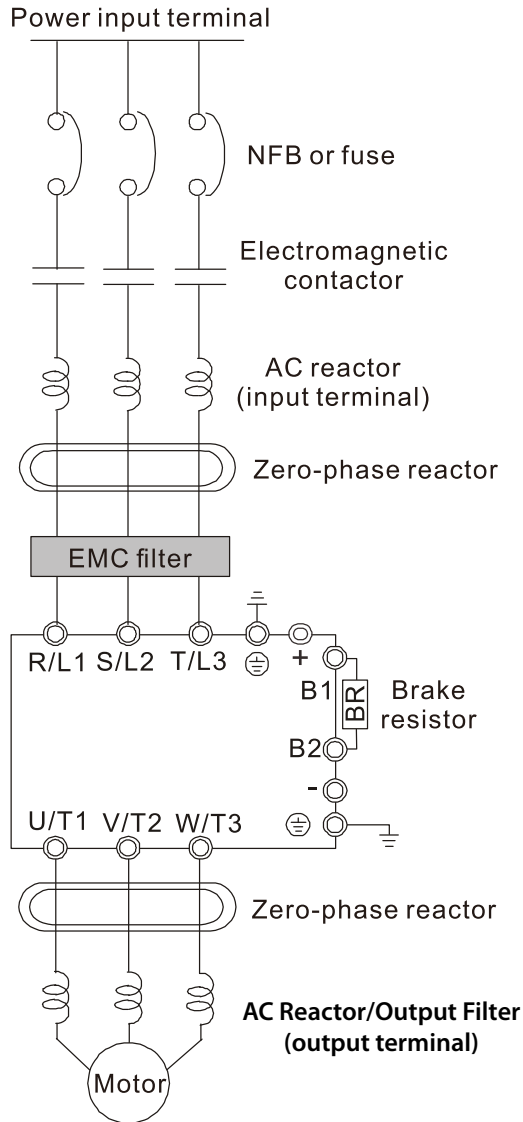 Power input terminal
NFB or fuse
Electromagnetic
contactor
AC reactor
(input terminal)
Zero-phase reactor
EMC filter
R/L1 S/L2 T/L3
+
B1
BR
Brake
resistor
B2
-
U/T1 V/T2 W/T3
Zero-phase reactor
AC Reactor/Output Filter
(output terminal)
Motor